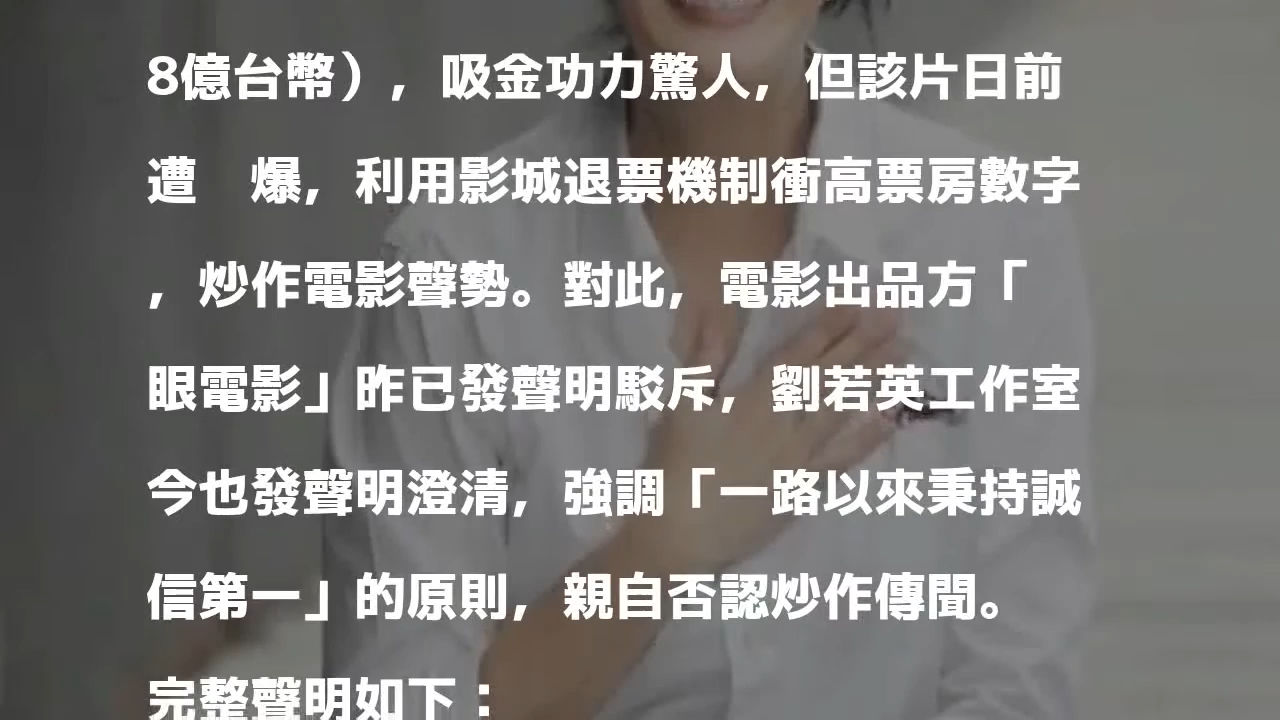 8億台幣），吸金功力驚人，但該片日前
遭　爆，利用影城退票機制衝高票房數字
，炒作電影聲勢。對此，電影出品方「
眼電影」昨已發聲明駁斥，劉若英工作室
今也發聲明澄清，強調「一路以來秉持誠
信第一」的原則，親自否認炒作傳聞。
完整聲明如下：